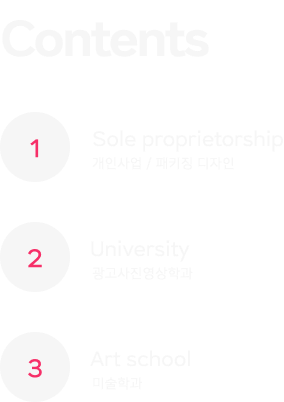 Contents
1
Sole proprietorship
개인사업 / 패키징 디자인
2
University
광고사진영상학과
3
Art school
미술학과